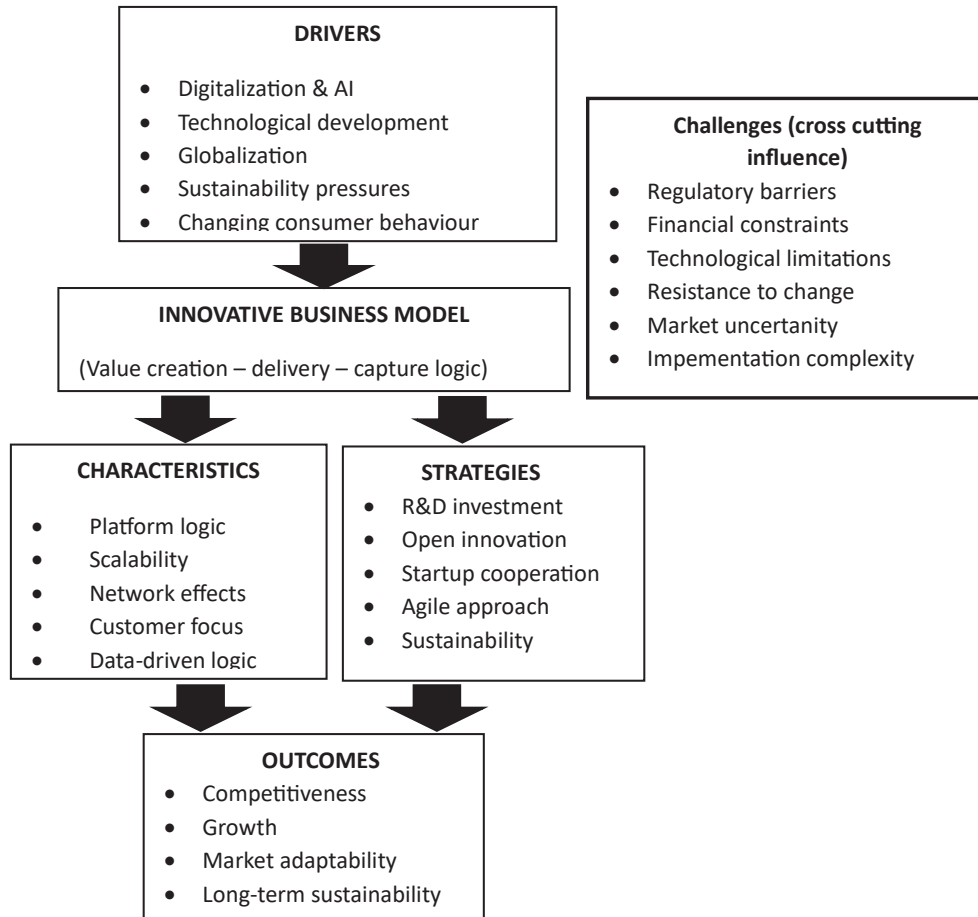 DRIVERS
• Digitalization & AI
• Technological development
• Globalization
• Sustainability pressures
• Changing consumer behaviour
Challenges (cross cutting
influence)
• Regulatory barriers
• Financial constraints
• Technological limitations
• Resistance to change
• Market uncertanity
• Impementation complexity
INNOVATIVE BUSINESS MODEL
(Value creation – delivery – capture logic)
CHARACTERISTICS
• Platform logic
• Scalability
• Network effects
• Customer focus
• Data-driven logic
STRATEGIES
• R&D investment
• Open innovation
• Startup cooperation
• Agile approach
• Sustainability
OUTCOMES
• Competitiveness
• Growth
• Market adaptability
• Long-term sustainability